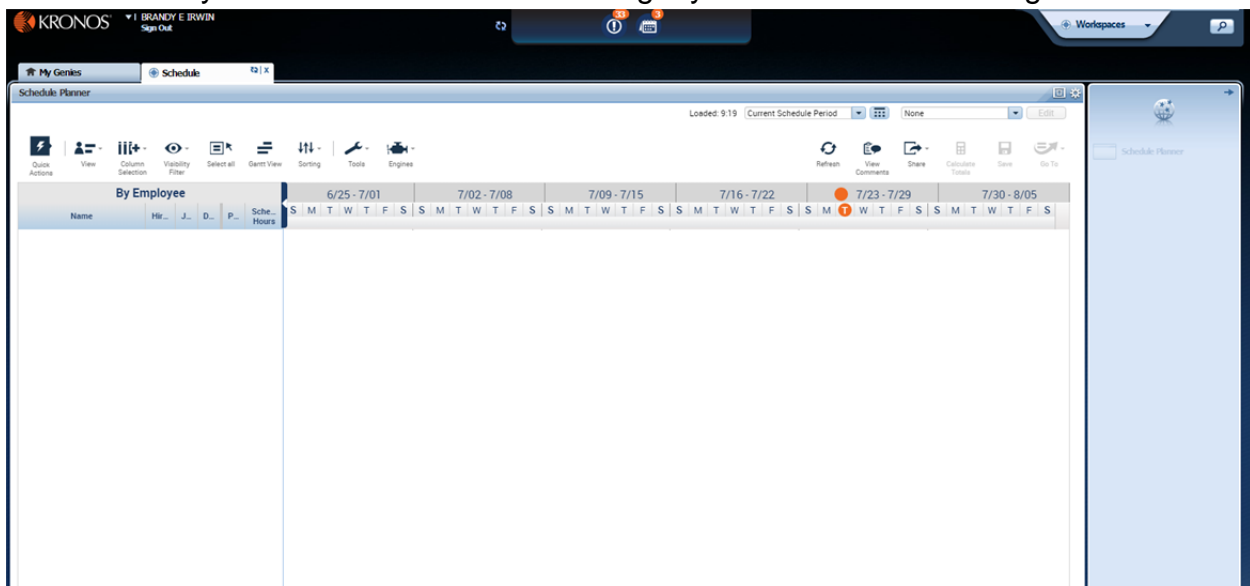 KRONOS
BRANDY E IRWIN
Sign Out
33
3
Workspaces
My Genies
Schedule
x
Schedule Planner
Loaded: 9:19
Current Schedule Period
None
Edit
Quick Actions
View
Column Selection
Visibility Filter
Select all
Gantt View
Sorting
Tools
Engines
Refresh
View Comments
Share
Calculate Totals
Save
Go To
Schedule Planner
By Employee
6/25 - 7/01
7/02 - 7/08
7/09 - 7/15
7/16 - 7/22
7/23 - 7/29
7/30 - 8/05
Name
Hir...
J...
D...
P...
Sche... Hours
S M T W T F S
S M T W T F S
S M T W T F S
S M T W T F S
S M T W T F S
S M T W T F S